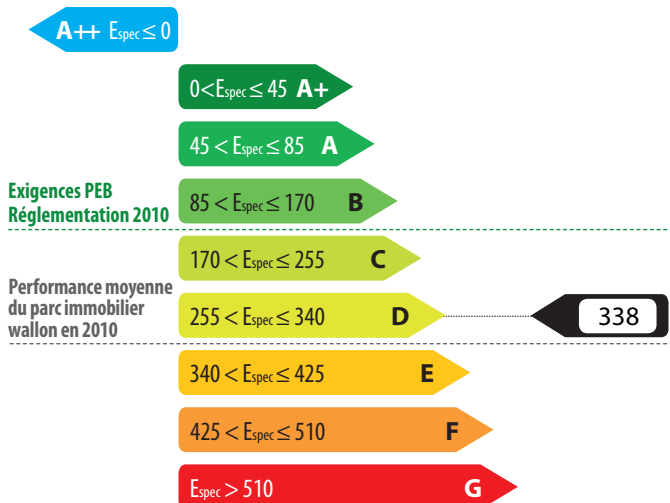 A++ Espec ≤ 0
0 < Espec ≤ 45 A+
45 < Espec ≤ 85 A
Exigences PEB
Réglementation 2010
85 < Espec ≤ 170 B
170 < Espec ≤ 255 C
Performance moyenne
du parc immobilier
wallon en 2010
255 < Espec ≤ 340 D
338
340 < Espec ≤ 425 E
425 < Espec ≤ 510 F
Espec > 510 G